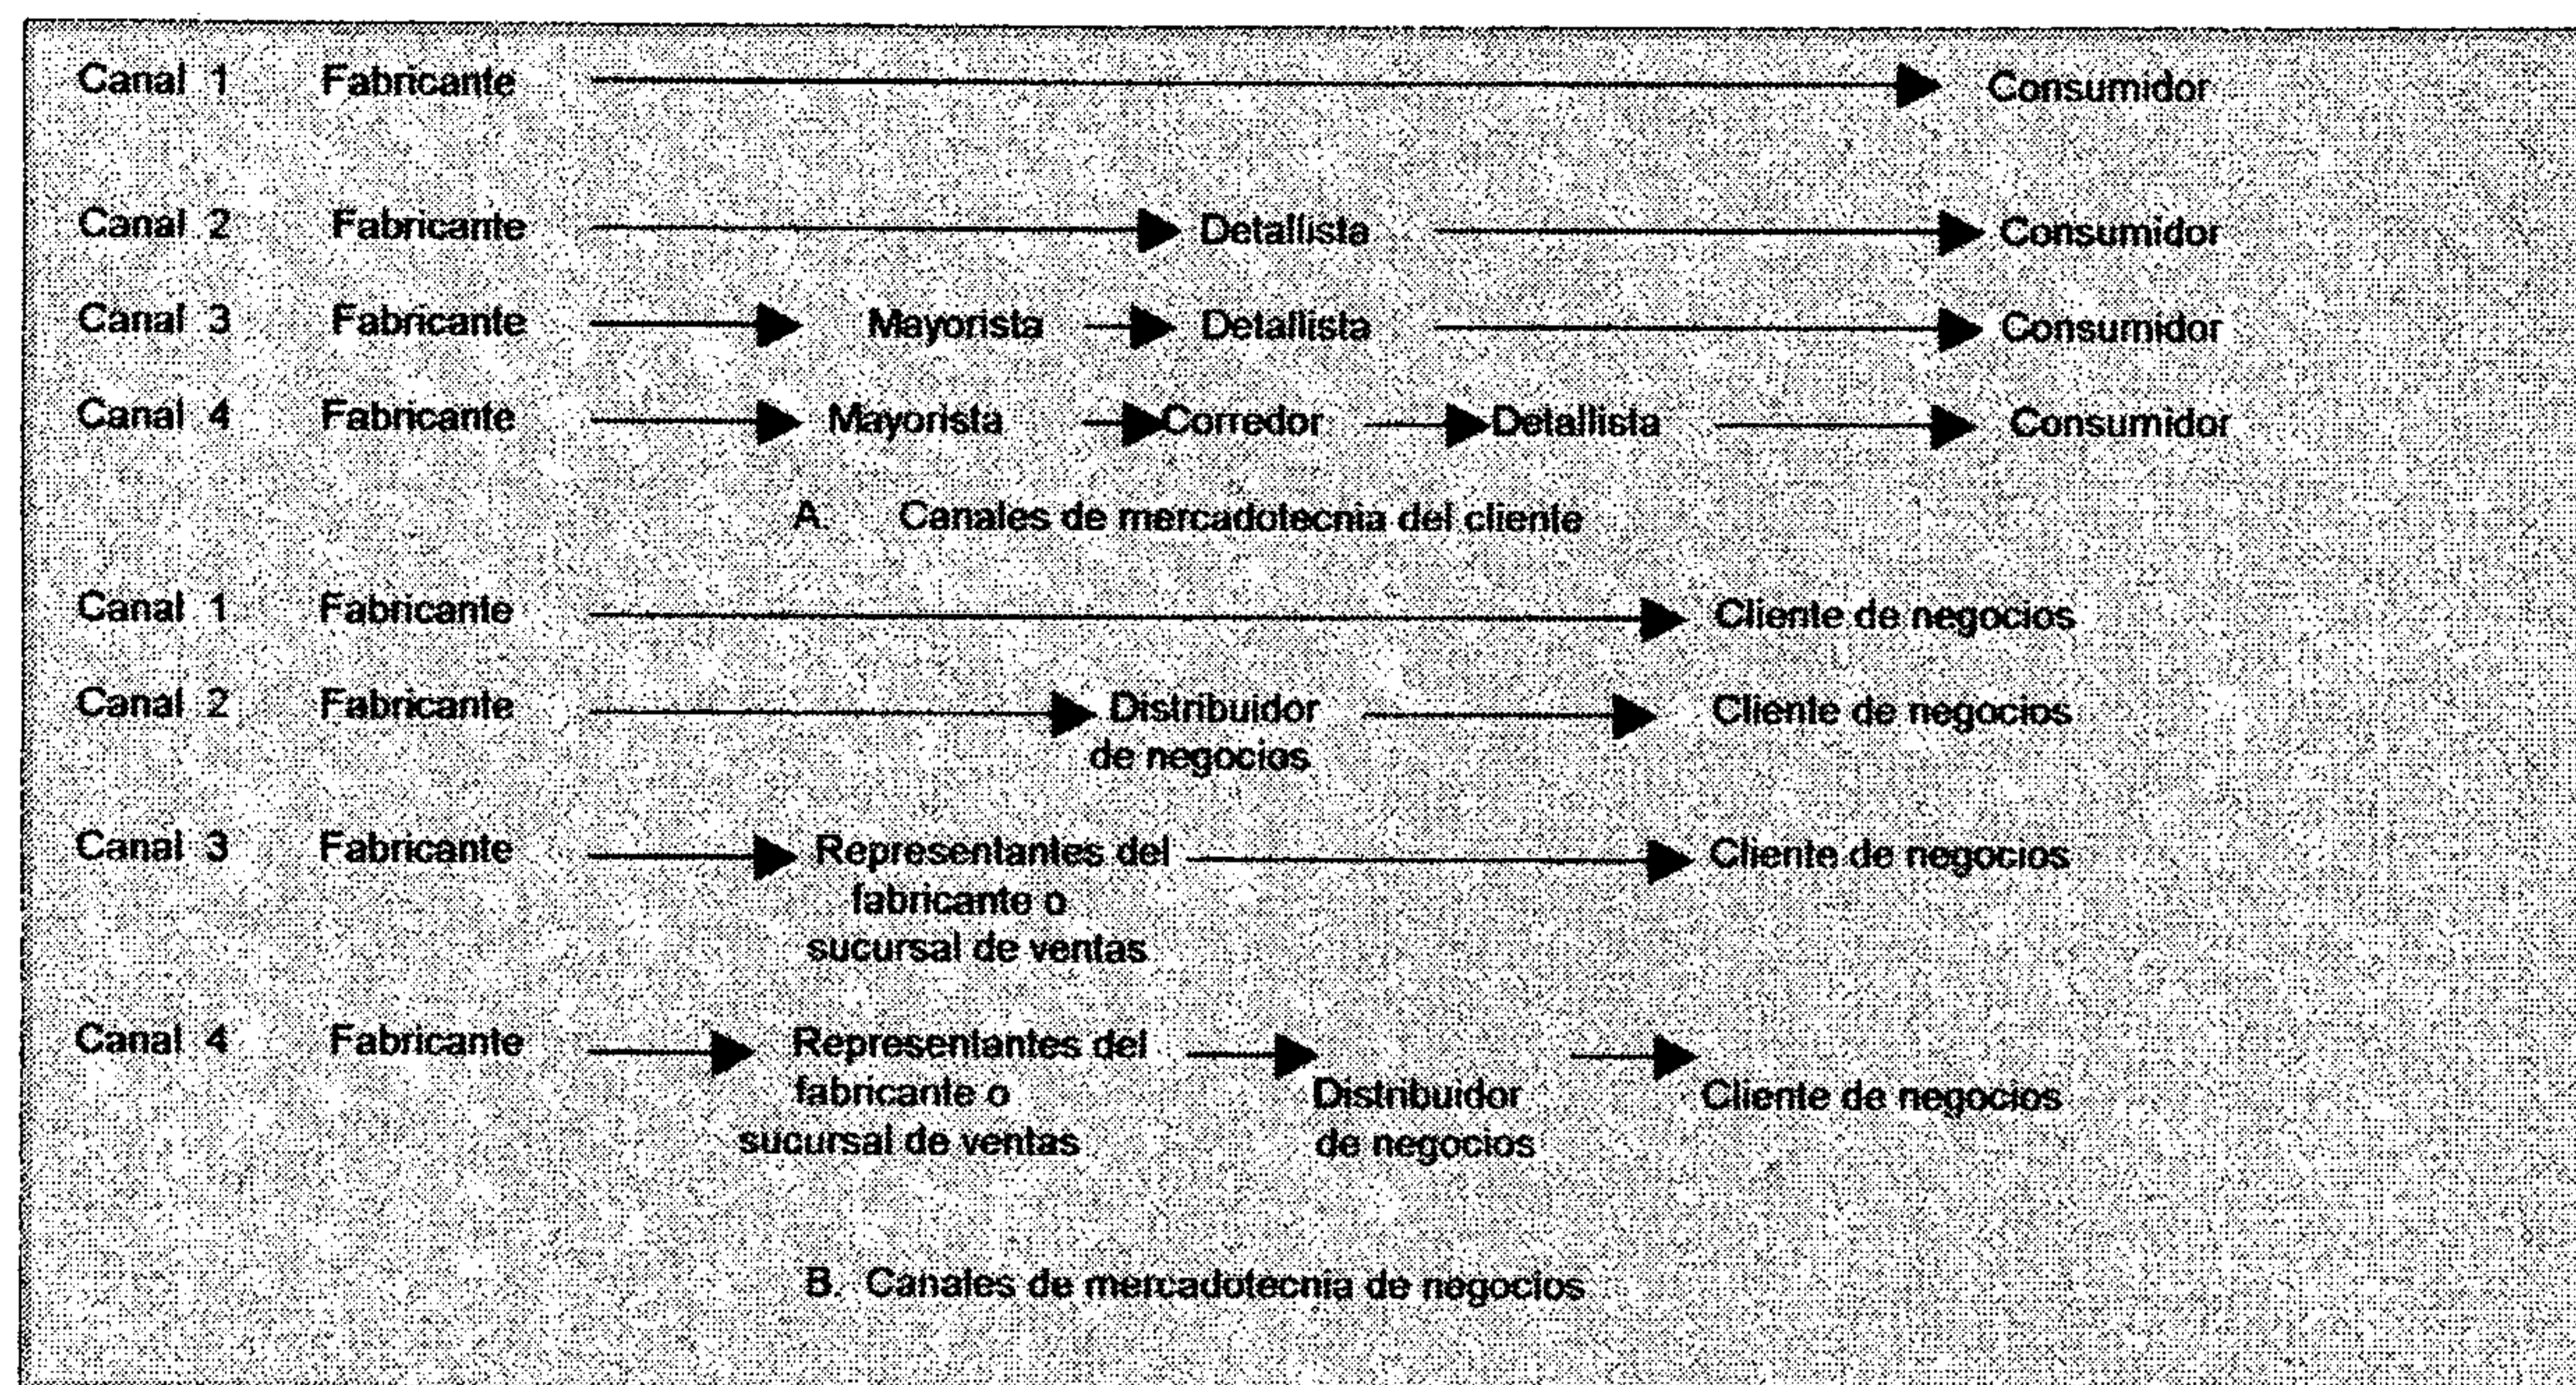 Canal 1 Fabricante Consumidor
Canal 2 Fabricante Detallista Consumidor
Canal 3 Fabricante Mayorista Detallista Consumidor
Canal 4 Fabricante Mayorista Corredor Detallista Consumidor
A. Canales de mercadotecnia del cliente
Canal 1 Fabricante Cliente de negocios
Canal 2 Fabricante Distribuidor Cliente de negocios
de negocios
Canal 3 Fabricante Representantes del Cliente de negocios
fabricante o
sucursal de ventas
Canal 4 Fabricante Representantes del
fabricante o Distribuidor Cliente de negocios
sucursal de ventas de negocios
B. Canales de mercadotecnia de negocios